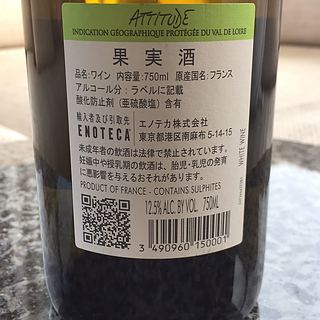 ATTITUDE
INDICATION GÉOGRAPHIQUE PROTÉGÉE DU VAL DE LOIRE
果実酒
品名:ワイン 内容量:750ml 原産国名:フランス
アルコール分:ラベルに記載
酸化防止剤(亜硫酸塩)含有
輸入者及び引取先 エノテカ株式会社
ENOTECA 東京都港区南麻布5-14-15
未成年者の飲酒は法律で禁止されています。
妊娠中や授乳期の飲酒は、胎児・乳児の発育
に悪影響を与えるおそれがあります。
PRODUCT OF FRANCE - CONTAINS SULPHITES
12.5% ALC. BY VOL. 750ML
3 490960 150001
WHITE WINE